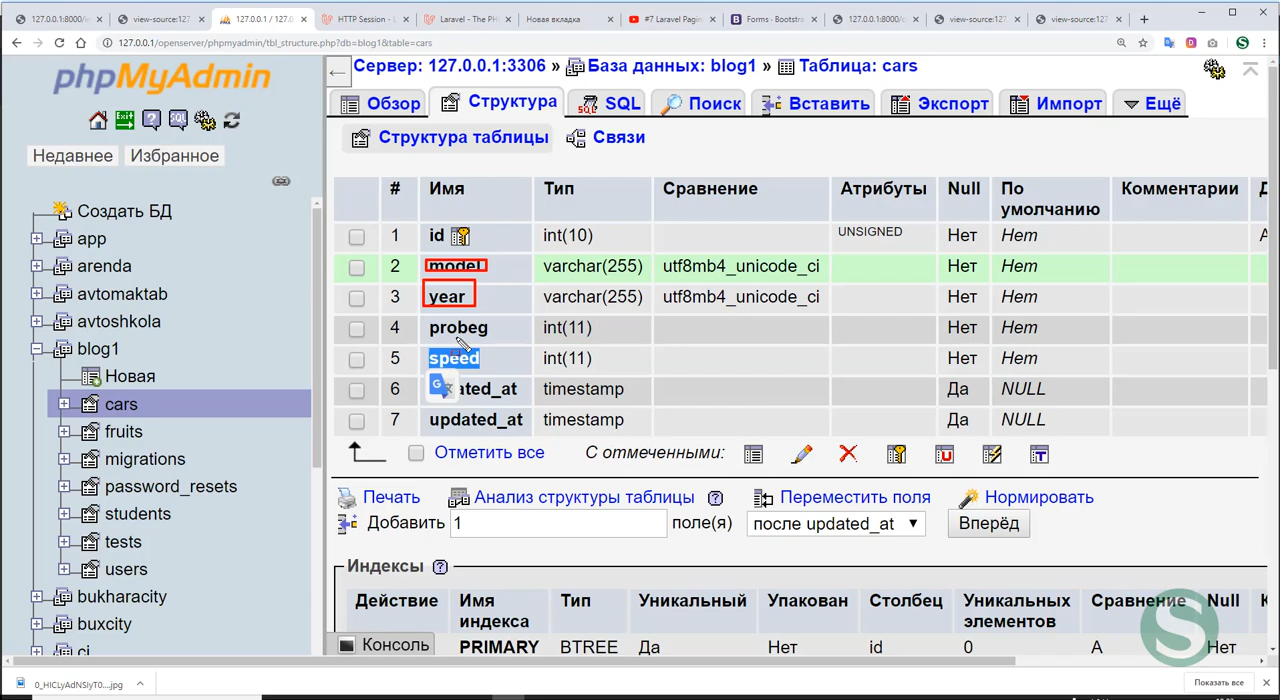 127.0.0.1:8000/e
view-source:127
127.0.0.1 / 127.0.0
HTTP Session - L
Laravel - The PH
Новая вкладка
#7 Laravel Pagin
Forms · Bootstra
127.0.0.1:8000/c
view-source:127
view-source:127.
127.0.0.1/openserver/phpmyadmin/tbl_structure.php?db=blog1&table=cars
phpMyAdmin
Недавнее Избранное
Создать БД
app
arenda
avtomaktab
avtoshkola
blog1
Новая
cars
fruits
migrations
password_resets
students
tests
users
bukharacity
buxcity
ci
Сервер: 127.0.0.1:3306 » База данных: blog1 » Таблица: cars
Обзор Структура SQL Поиск Вставить Экспорт Импорт Ещё
Структура таблицы Связи
# Имя Тип Сравнение Атрибуты Null По умолчанию Комментарии Д
1 id int(10) UNSIGNED Нет Нет A
2 model varchar(255) utf8mb4_unicode_ci Нет Нет
3 year varchar(255) utf8mb4_unicode_ci Нет Нет
4 probeg int(11) Нет Нет
5 speed int(11) Нет Нет
6 ated_at timestamp Да NULL
7 updated_at timestamp Да NULL
Отметить все С отмеченными:
Печать Анализ структуры таблицы Переместить поля Нормировать
Добавить 1 поле(я) после updated_at Вперёд
Индексы
Действие Имя индекса Тип Уникальный Упакован Столбец Уникальных элементов Сравнение Null К
PRIMARY BTREE Да Нет id 0 A Нет
Консоль
S
0_HICLyAdNSlyT0....jpg
Показать все